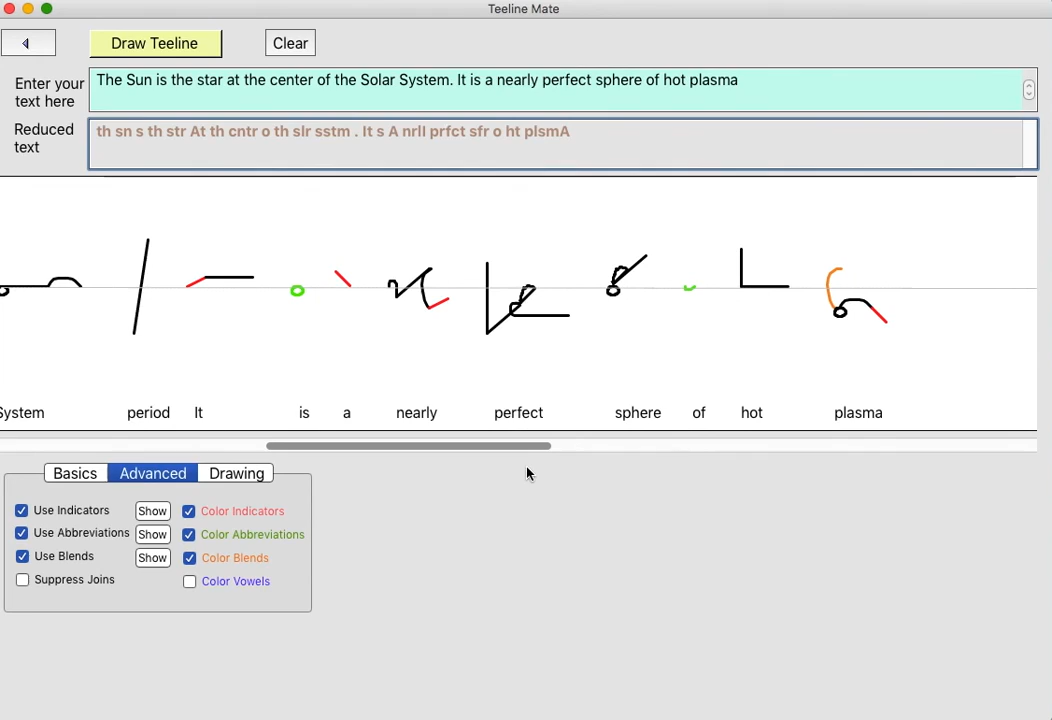 Teeline Mate
Draw Teeline
Clear
Enter your text here
The Sun is the star at the center of the Solar System. It is a nearly perfect sphere of hot plasma
Reduced text
th sn s th str At th cntr o th slr sstm . It s A nrlI prfct sfr o ht plsmA
System period It is a nearly perfect sphere of hot plasma
Basics Advanced Drawing
Use Indicators Show Color Indicators
Use Abbreviations Show Color Abbreviations
Use Blends Show Color Blends
Suppress Joins Color Vowels